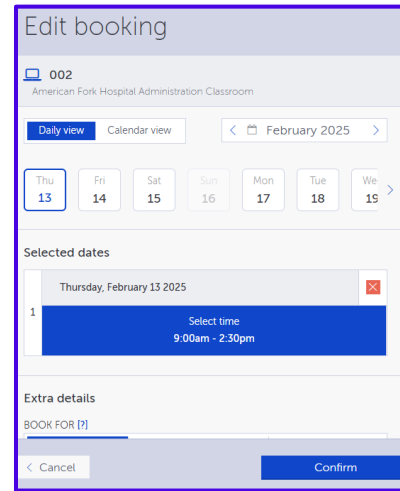 Edit booking
002
American Fork Hospital Administration Classroom
Daily view Calendar view < February 2025 >
Thu Fri Sat Sun Mon Tue We
13 14 15 16 17 18 19 >
Selected dates
Thursday, February 13 2025
1
Select time
9:00am - 2:30pm
Extra details
BOOK FOR [?]
< Cancel Confirm